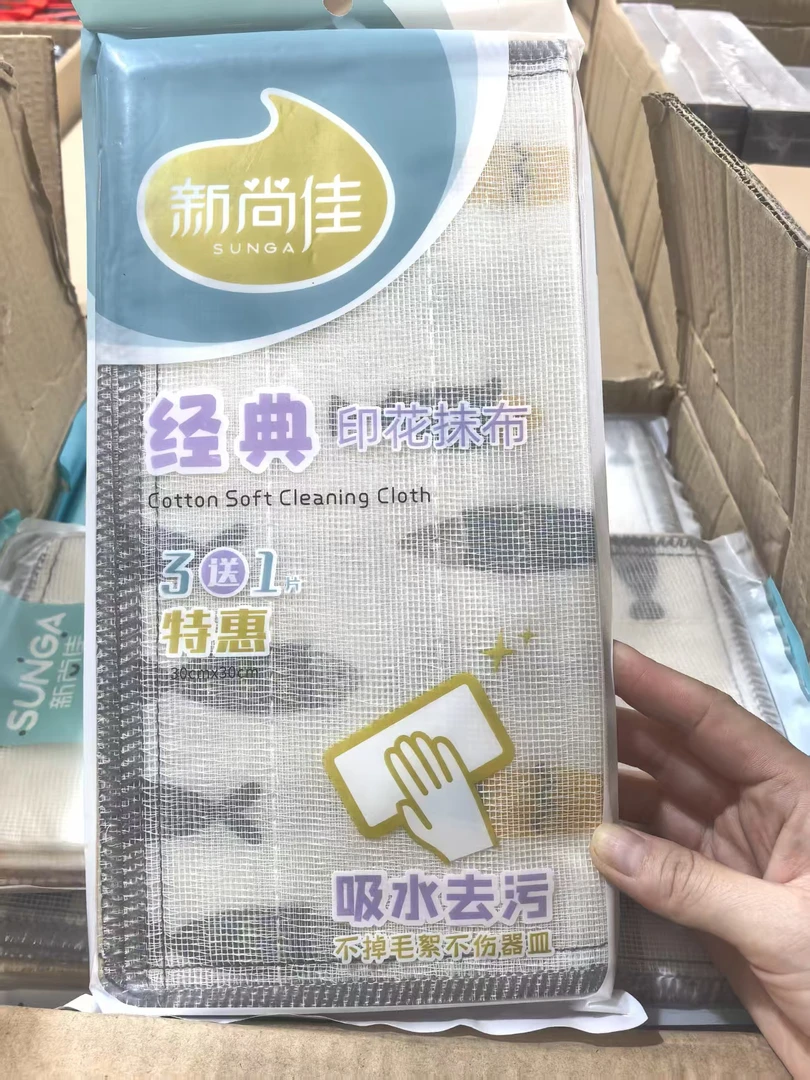 新尚佳
SUNGA
经典 印花抹布
Cotton Soft Cleaning Cloth
3送1片
特惠
30cmx30cm
吸水去污
不掉毛絮不伤器皿
SUNGA
新尚佳